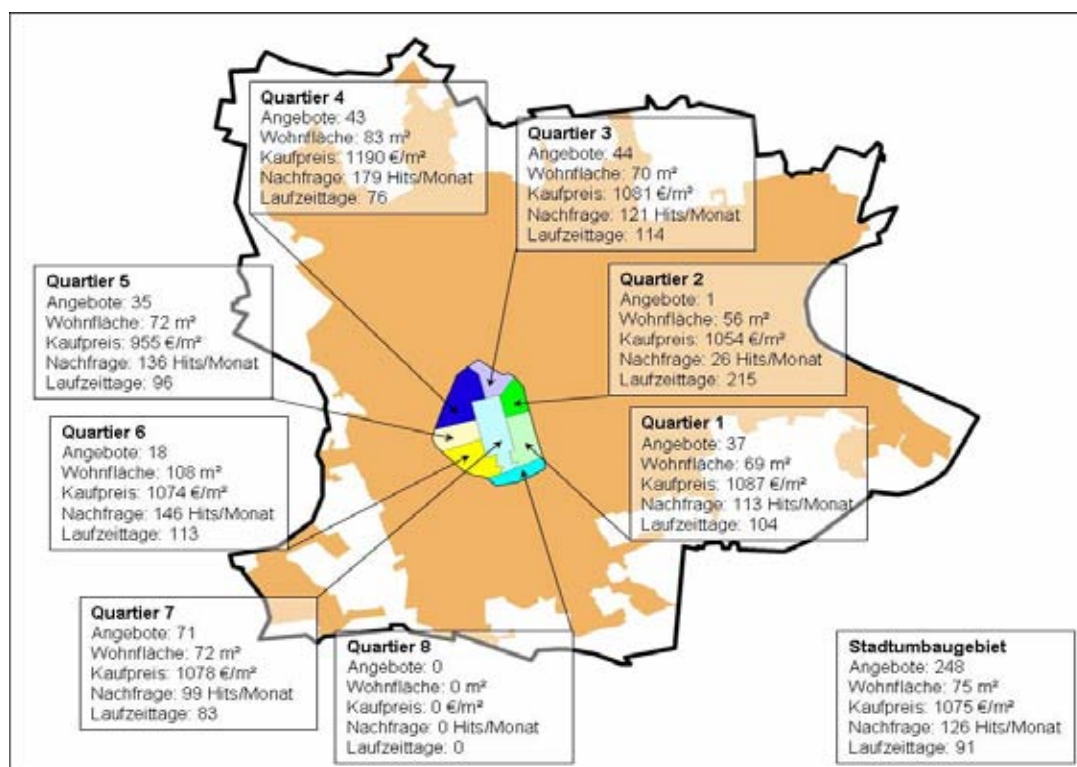 Quartier 4
Angebote: 43
Wohnfläche: 83 m²
Kaufpreis: 1190 €/m²
Nachfrage: 179 Hits/Monat
Laufzeittage: 76
Quartier 3
Angebote: 44
Wohnfläche: 70 m²
Kaufpreis: 1081 €/m²
Nachfrage: 121 Hits/Monat
Laufzeittage: 114
Quartier 5
Angebote: 35
Wohnfläche: 72 m²
Kaufpreis: 955 €/m²
Nachfrage: 136 Hits/Monat
Laufzeittage: 96
Quartier 2
Angebote: 1
Wohnfläche: 56 m²
Kaufpreis: 1054 €/m²
Nachfrage: 26 Hits/Monat
Laufzeittage: 215
Quartier 6
Angebote: 18
Wohnfläche: 108 m²
Kaufpreis: 1074 €/m²
Nachfrage: 146 Hits/Monat
Laufzeittage: 113
Quartier 1
Angebote: 37
Wohnfläche: 69 m²
Kaufpreis: 1087 €/m²
Nachfrage: 113 Hits/Monat
Laufzeittage: 104
Quartier 7
Angebote: 71
Wohnfläche: 72 m²
Kaufpreis: 1078 €/m²
Nachfrage: 99 Hits/Monat
Laufzeittage: 83
Quartier 8
Angebote: 0
Wohnfläche: 0 m²
Kaufpreis: 0 €/m²
Nachfrage: 0 Hits/Monat
Laufzeittage: 0
Stadtumbaugebiet
Angebote: 248
Wohnfläche: 75 m²
Kaufpreis: 1075 €/m²
Nachfrage: 126 Hits/Monat
Laufzeittage: 91